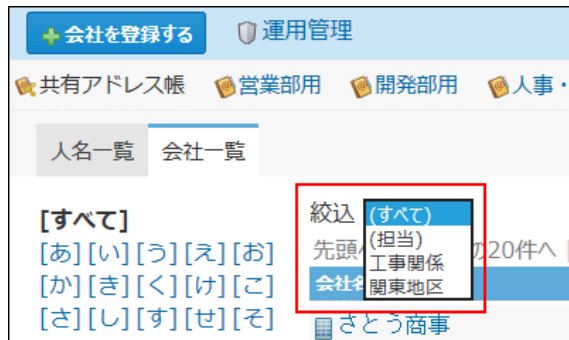 会社を登録する 運用管理
共有アドレス帳 営業部用 開発部用 人事・
人名一覧 会社一覧
[すべて]
[あ][い][う][え][お]
[か][き][く][け][こ]
[さ][し][す][せ][そ]
絞込 (すべて)
(担当)
工事関係
関東地区
先頭 の20件へ
会社
さとう商事